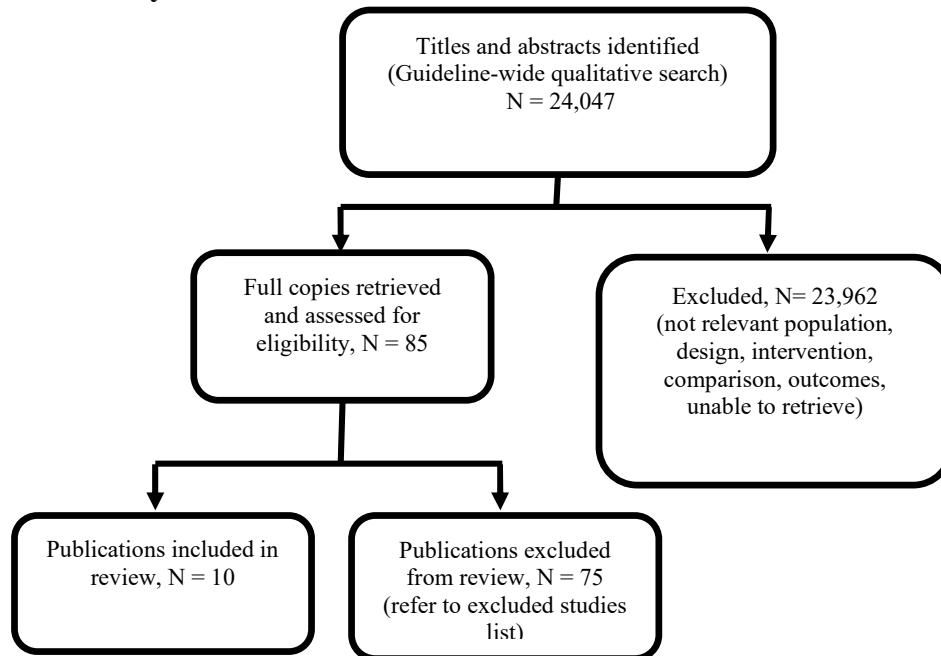 Titles and abstracts identified
(Guideline-wide qualitative search)
N = 24,047
Full copies retrieved
and assessed for
eligibility, N = 85
Excluded, N= 23,962
(not relevant population,
design, intervention,
comparison, outcomes,
unable to retrieve)
Publications included in
review, N = 10
Publications excluded
from review, N = 75
(refer to excluded studies
list)